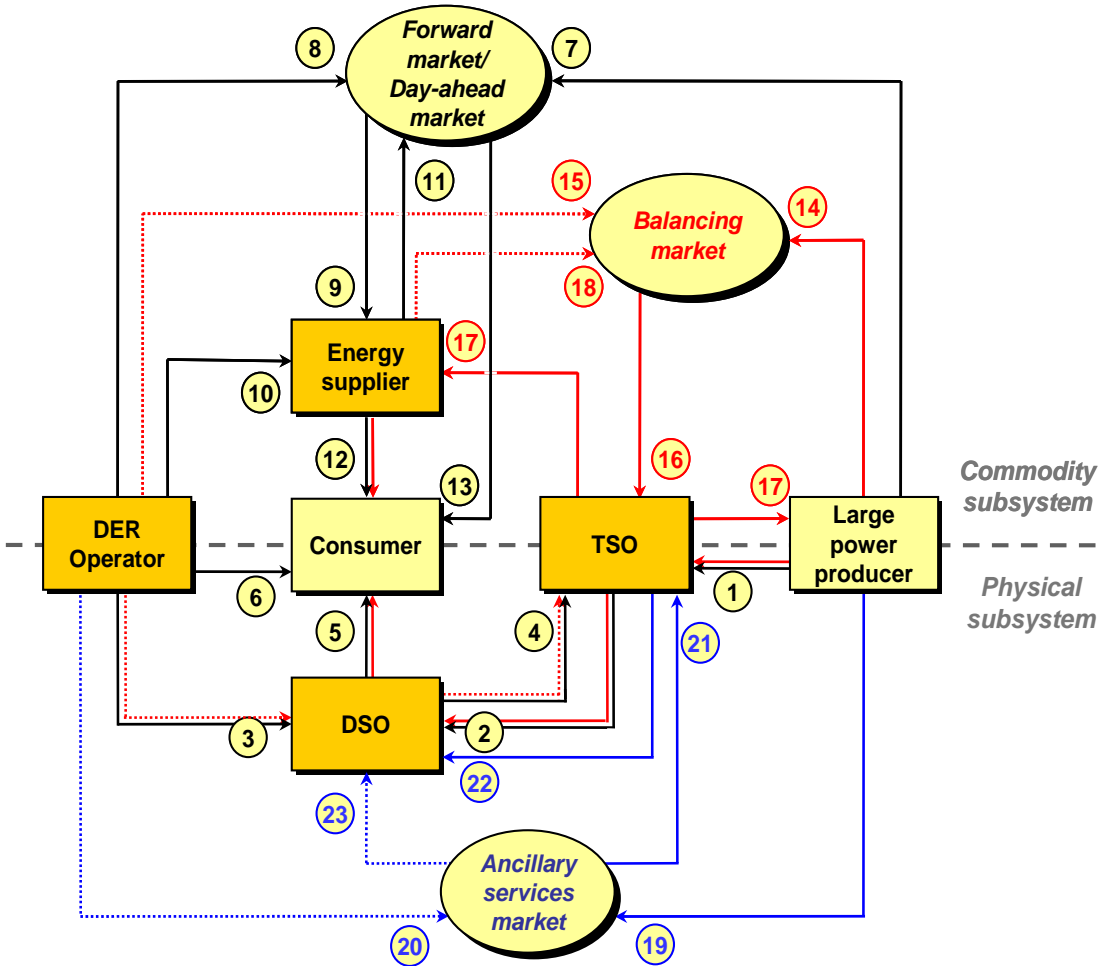 8
Forward
market/
Day-ahead
market
7
11
15
14
Balancing
market
18
9
17
Energy
supplier
10
12
16
13
17
Commodity
subsystem
DER
Operator
Consumer
TSO
Large
power
producer
6
1
Physical
subsystem
5
4
21
3
DSO
2
22
23
Ancillary
services
market
20
19